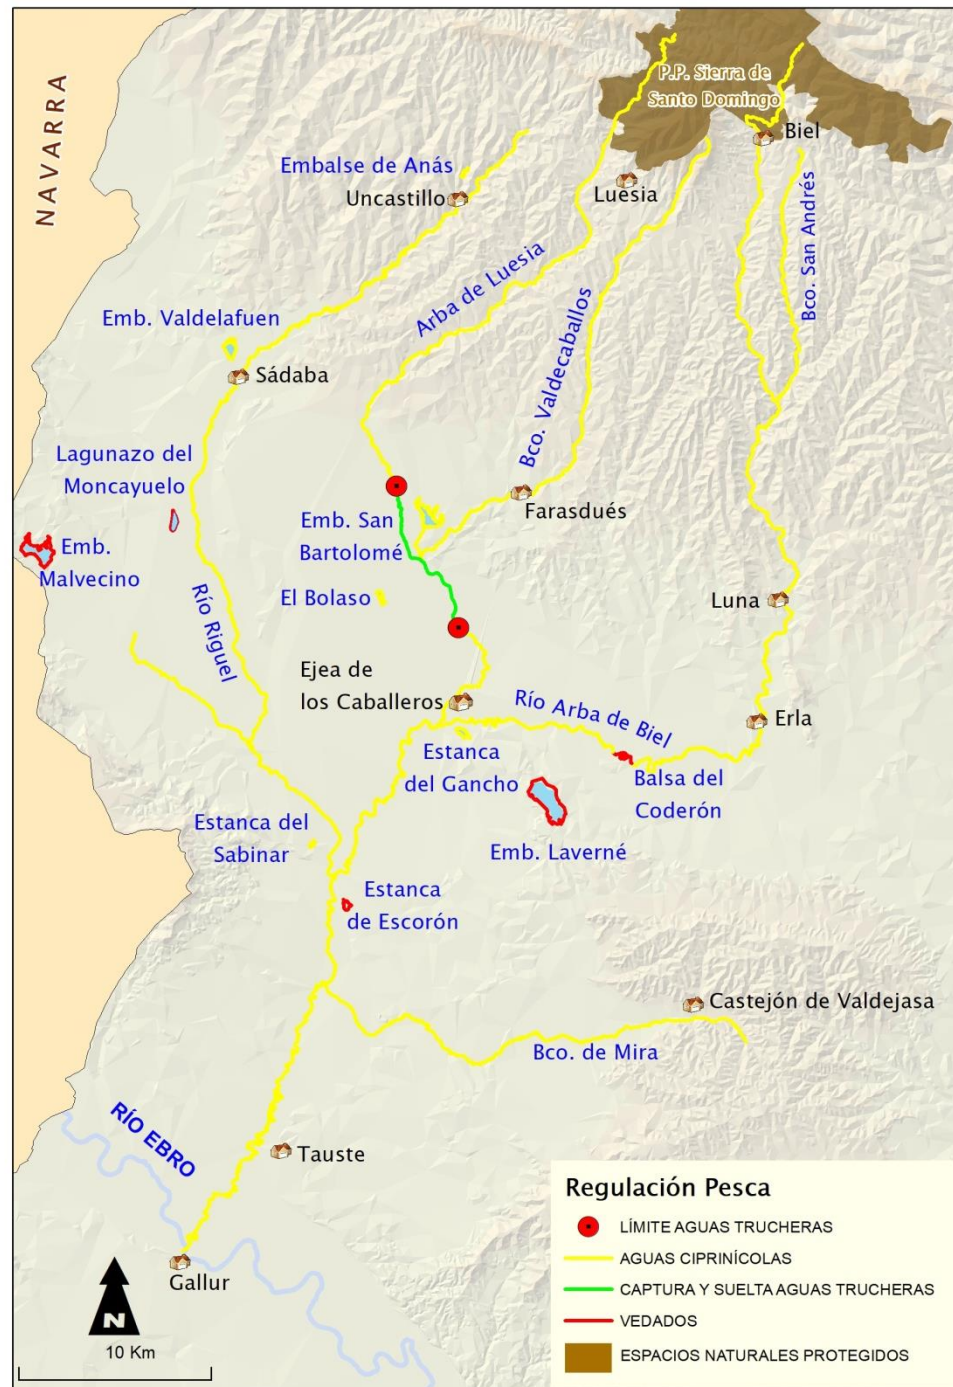 NAVARRA
P.P. Sierra de
Santo Domingo
Biel
Embalse de Anás
Uncastillo
Luesia
Bco. San Andrés
Arba de Luesia
Emb. Valdelafuen
Sádaba
Bco. Valdecaballos
Lagunazo del
Moncayuelo
Emb.
Malvecino
Emb. San
Bartolomé
Farasdués
El Bolaso
Luna
Río Riguel
Ejea de
los Caballeros
Río Arba de Biel
Erla
Estanca
del Gancho
Balsa del
Coderón
Estanca del
Sabinar
Emb. Laverné
Estanca
de Escorón
Castejón de Valdejasa
Bco. de Mira
RÍO EBRO
Tauste
Gallur
N
10 Km
Regulación Pesca
LÍMITE AGUAS TRUCHERAS
AGUAS CIPRINÍCOLAS
CAPTURA Y SUELTA AGUAS TRUCHERAS
VEDADOS
ESPACIOS NATURALES PROTEGIDOS